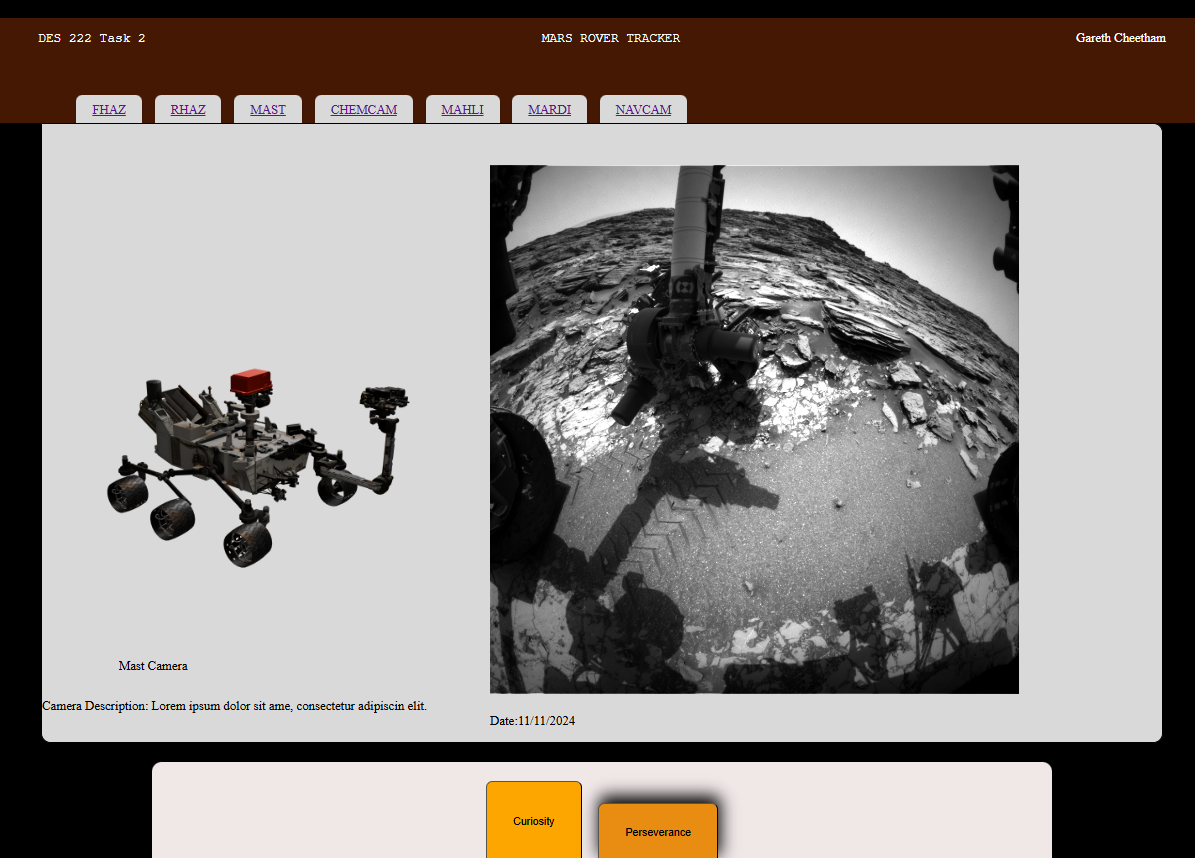 DES 222 Task 2
MARS ROVER TRACKER
Gareth Cheetham
FHAZ
RHAZ
MAST
CHEMCAM
MAHLI
MARDI
NAVCAM
Mast Camera
Camera Description: Lorem ipsum dolor sit ame, consectetur adipiscin elit.
Date:11/11/2024
Curiosity
Perseverance